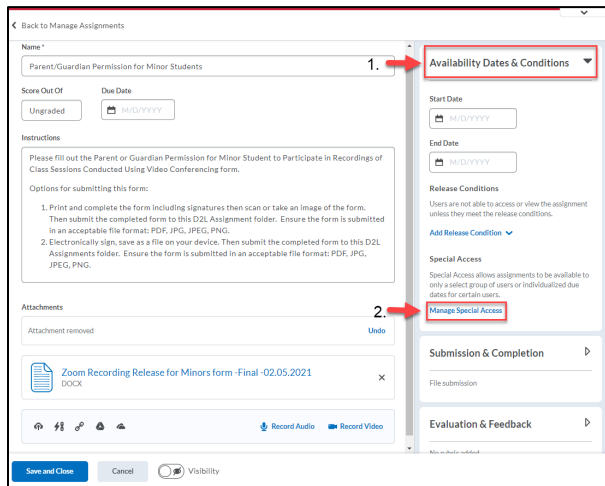 Back to Manage Assignments
Name *
Parent/Guardian Permission for Minor Students
Score Out Of
Due Date
Ungraded
M/D/YYYY
Instructions
Please fill out the Parent or Guardian Permission for Minor Student to Participate in Recordings of
Class Sessions Conducted Using Video Conferencing form.
Options for submitting this form:
1. Print and complete the form including signatures then scan or take an image of the form.
Then submit the completed form to this D2L Assignment folder. Ensure the form is submitted
in an acceptable file format: PDF, JPG, JPEG, PNG.
2. Electronically sign, save as a file on your device. Then submit the completed form to this D2L
Assignments folder. Ensure the form is submitted in an acceptable file format: PDF, JPG,
JPEG, PNG.
Attachments
Attachment removed
Undo
Zoom Recording Release for Minors form -Final -02.05.2021
DOCX
Record Audio
Record Video
Save and Close
Cancel
Visibility
1.
Availability Dates & Conditions
Start Date
M/D/YYYY
End Date
M/D/YYYY
Release Conditions
Users are not able to access or view the assignment
unless they meet the release conditions.
Add Release Condition
Special Access
Special Access allows assignments to be available to
only a select group of users or individualized due
dates for certain users.
2.
Manage Special Access
Submission & Completion
File submission
Evaluation & Feedback
No rubric added